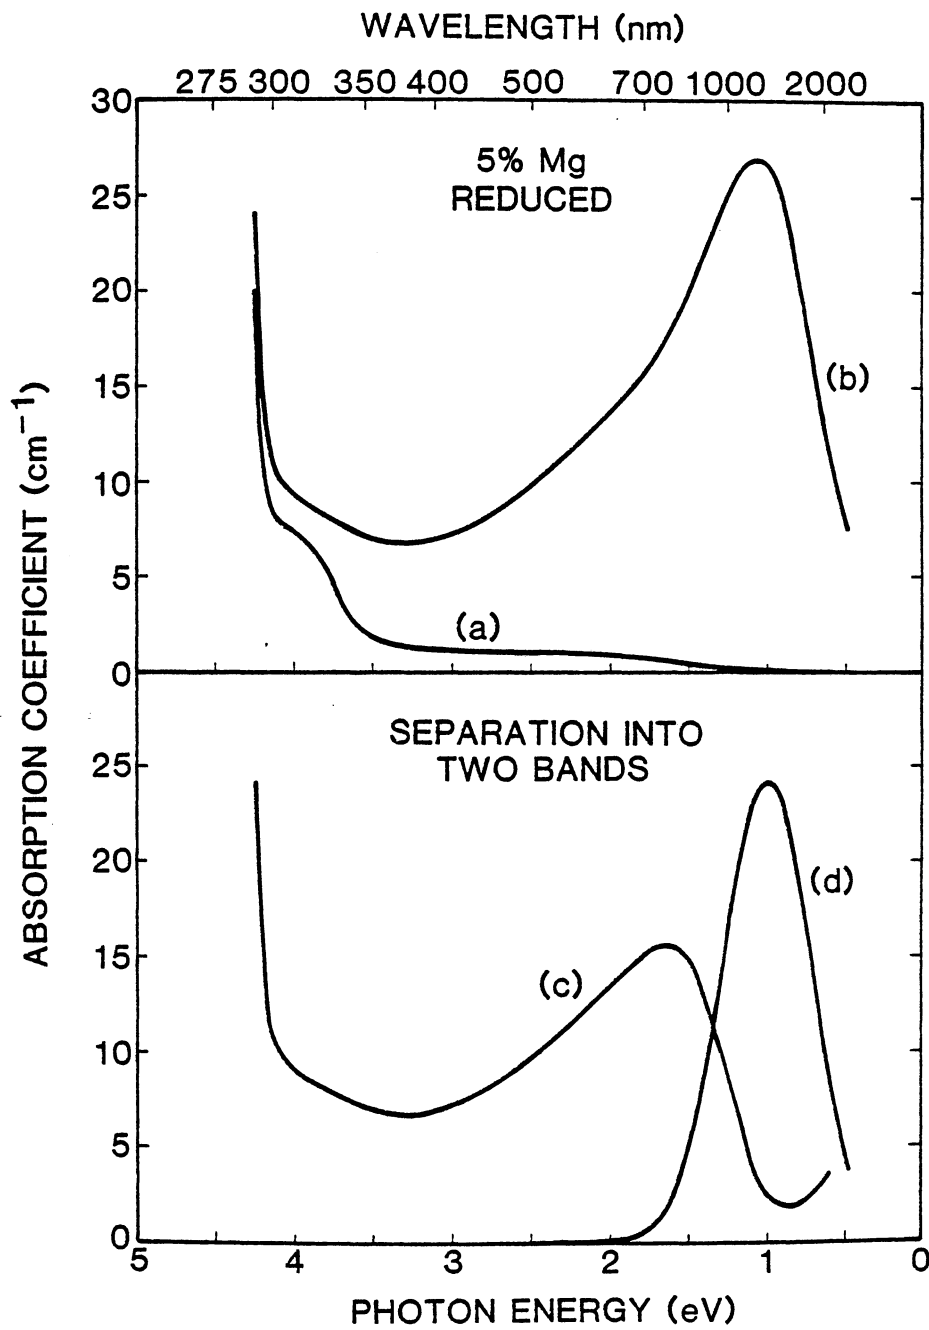 WAVELENGTH (nm)
275 300 350 400 500 700 1000 2000
30
25
20
15
10
5
0
5% Mg
REDUCED
(b)
(a)
ABSORPTION COEFFICIENT (cm⁻¹)
SEPARATION INTO
TWO BANDS
25
20
15
10
5
0
(d)
(c)
5 4 3 2 1 0
PHOTON ENERGY (eV)